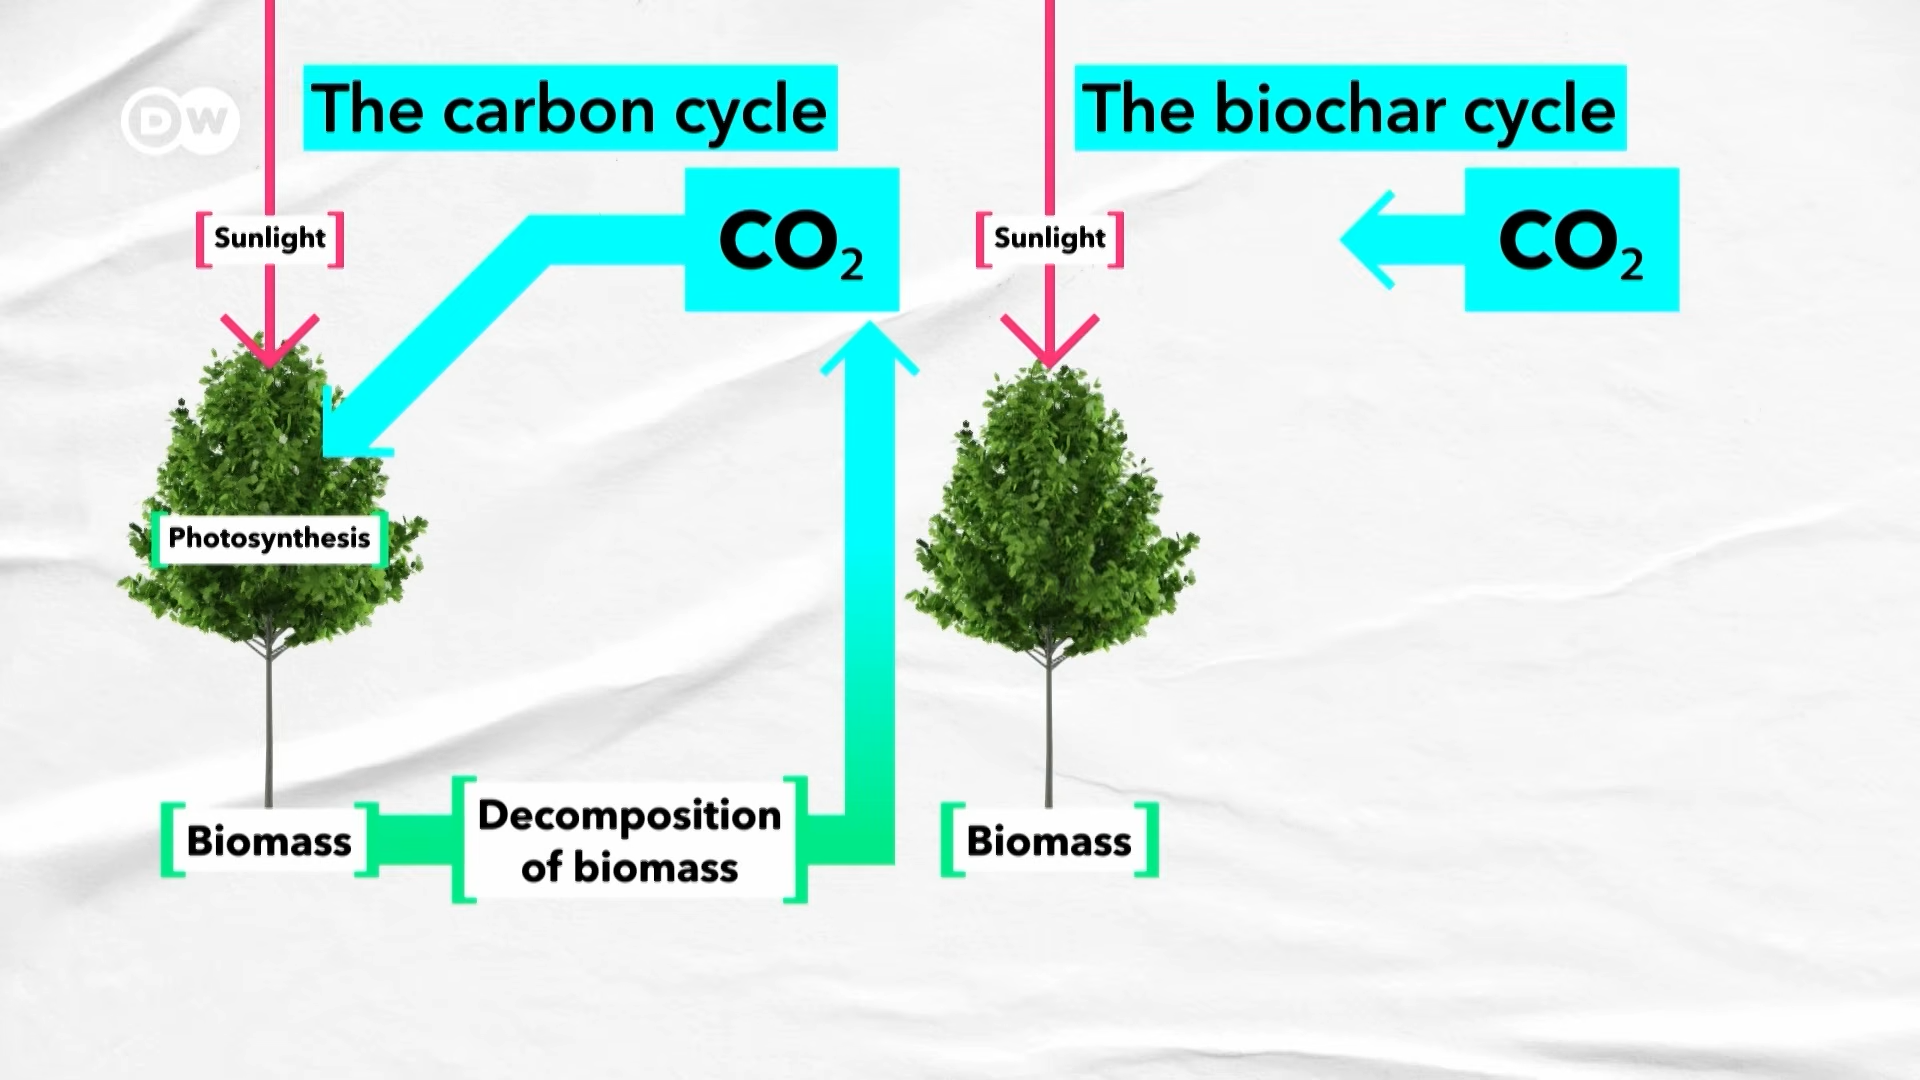 DW
The carbon cycle
CO₂
Sunlight
Photosynthesis
Biomass
Decomposition
of biomass
The biochar cycle
CO₂
Sunlight
Biomass